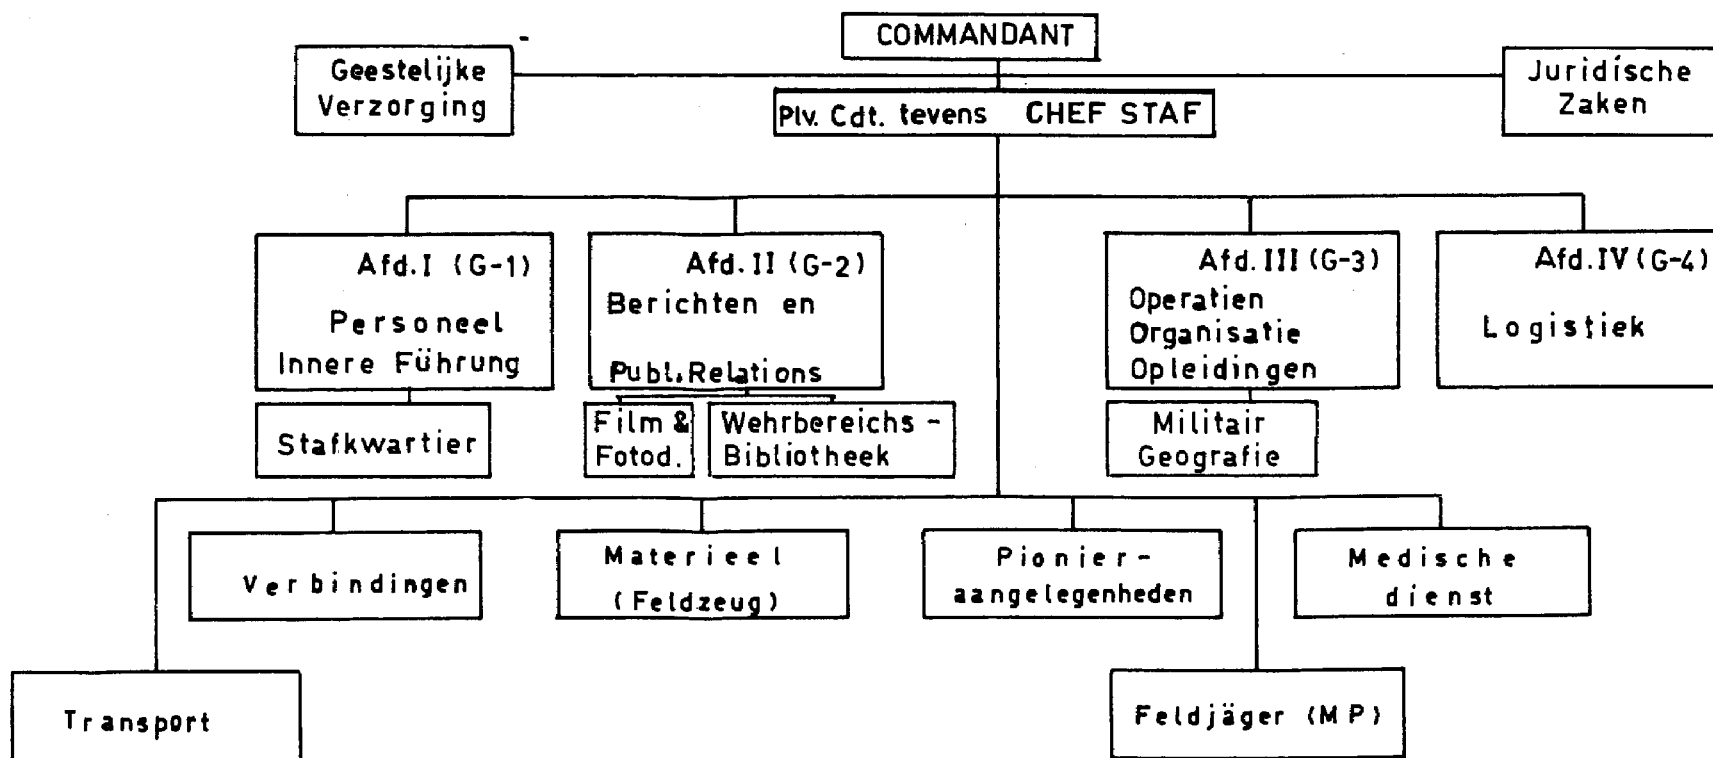 COMMANDANT
Geestelijke
Verzorging
Juridische
Zaken
Plv. Cdt. tevens CHEF STAF
Afd.I (G-1)
Personeel
Innere Führung
Afd.II (G-2)
Berichten en
Publ.Relations
Afd.III (G-3)
Operatien
Organisatie
Opleidingen
Afd.IV (G-4)
Logistiek
Stafkwartier
Film &
Fotod.
Wehrbereichs-
Bibliotheek
Militair
Geografie
Verbindingen
Materieel
(Feldzeug)
Pionier-
aangelegenheden
Medische
dienst
Transport
Feldjäger (MP)